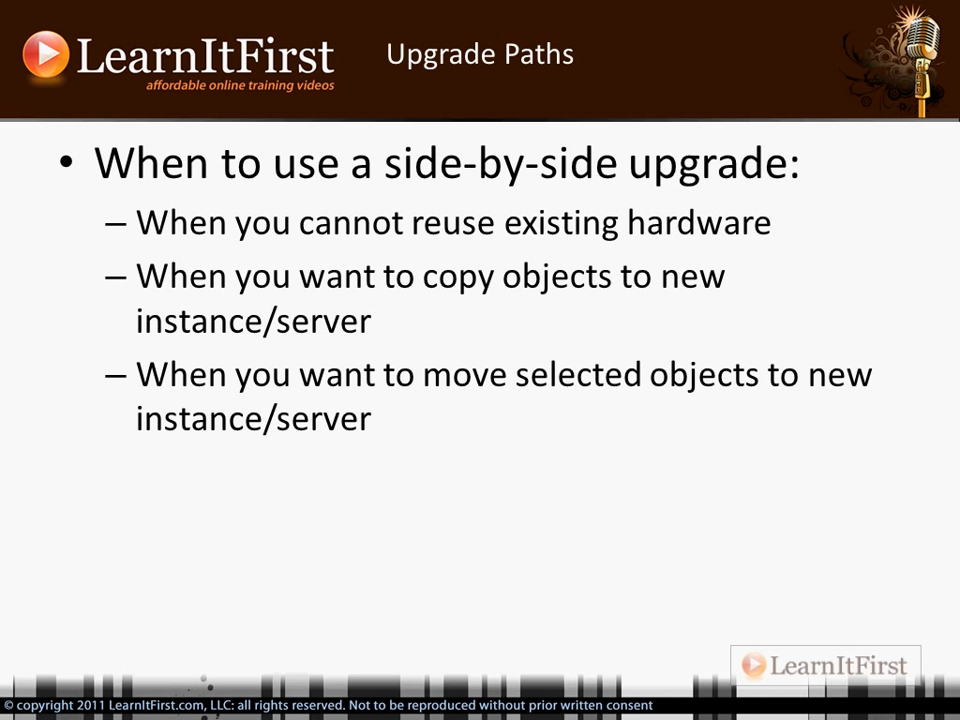 LearnItFirst
affordable online training videos
Upgrade Paths
• When to use a side-by-side upgrade:
– When you cannot reuse existing hardware
– When you want to copy objects to new
instance/server
– When you want to move selected objects to new
instance/server
LearnItFirst
© copyright 2011 LearnItFirst.com, LLC: all rights reserved. Not to be reproduced without prior written consent